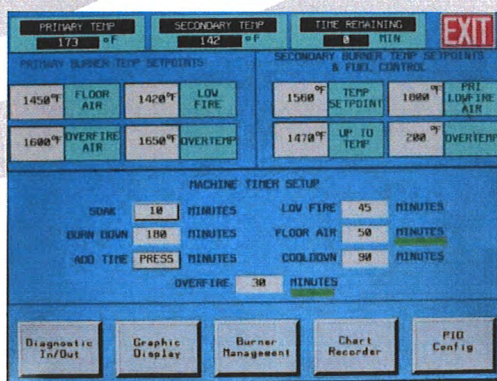 PRIMARY TEMP SECONDARY TEMP TIME REMAINING EXIT
173 °F 142 °F 0 MIN
PRIMARY BURNER TEMP SETPOINTS
SECONDARY BURNER TEMP SETPOINTS
& FUEL CONTROL
1450°F FLOOR AIR 1420°F LOW FIRE
1560 °F TEMP SETPOINT 1800 °F PRI LOWFIRE AIR
1600°F OVERFIRE AIR 1650°F OVERTEMP
1470°F UP TO TEMP 200 °F OVERTEMP
MACHINE TIMER SETUP
SOAK 10 MINUTES LOW FIRE 45 MINUTES
BURN DOWN 180 MINUTES FLOOR AIR 50 MINUTES
ADD TIME PRESS MINUTES COOLDOWN 90 MINUTES
OVERFIRE 30 MINUTES
Diagnostic In/Out
Graphic Display
Burner Management
Chart Recorder
PID Config